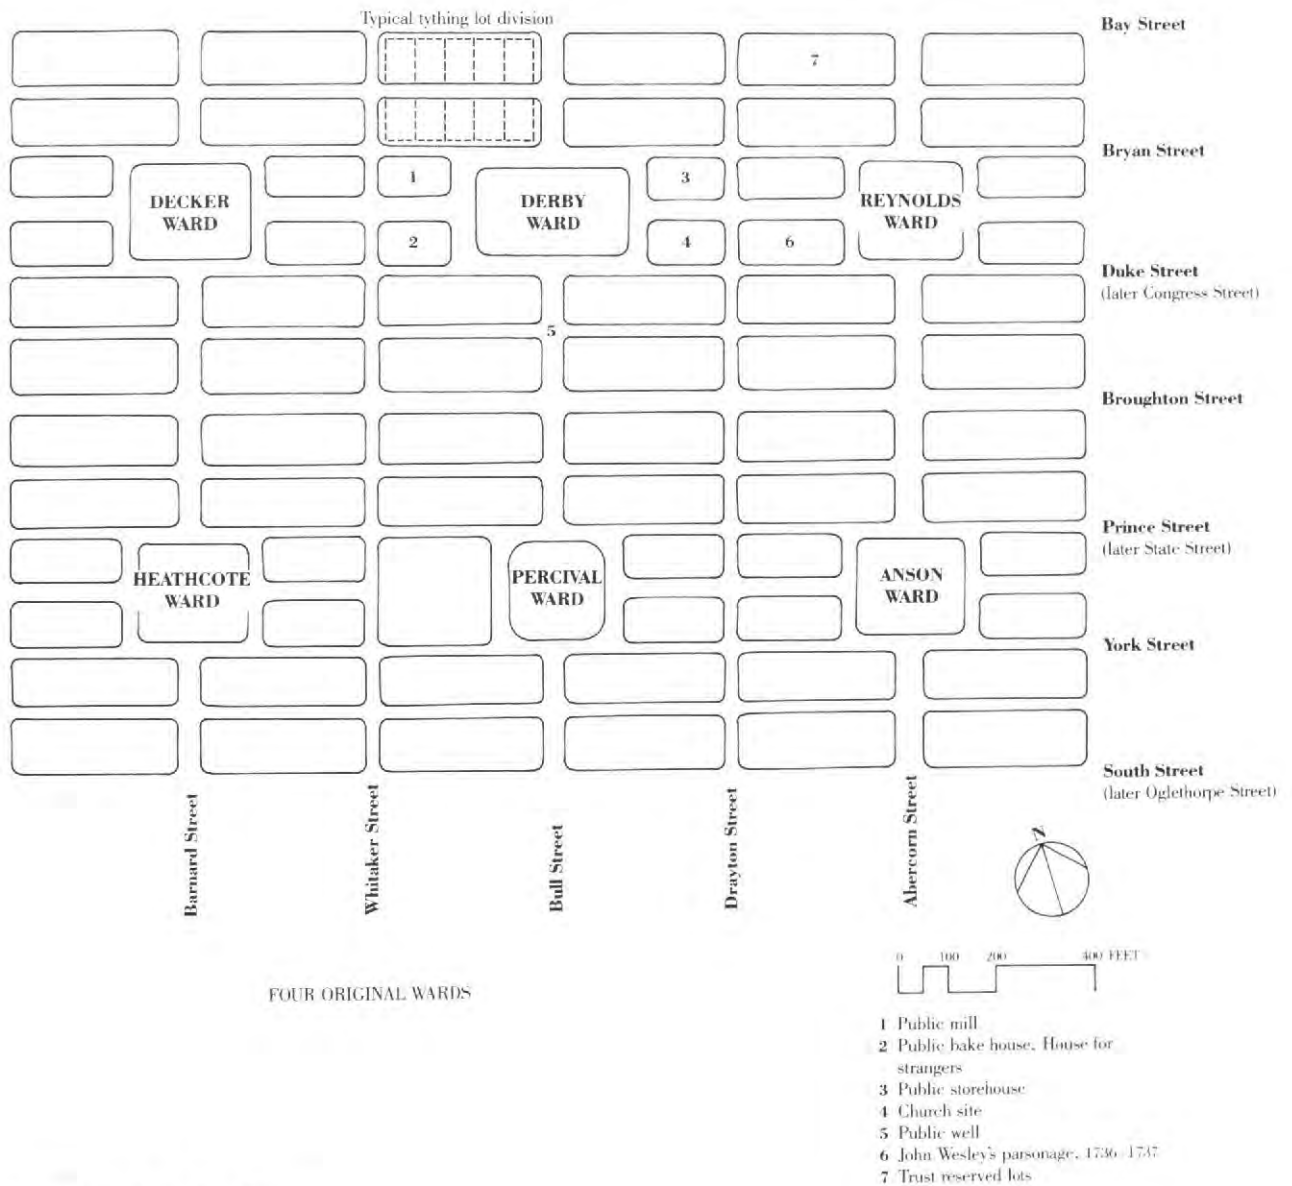 Typical tything lot division
Bay Street
7
Bryan Street
1
3
DECKER
WARD
DERBY
WARD
REYNOLDS
WARD
2
4
6
Duke Street
(later Congress Street)
5
Broughton Street
Prince Street
(later State Street)
HEATHCOTE
WARD
PERCIVAL
WARD
ANSON
WARD
York Street
South Street
(later Oglethorpe Street)
Barnard Street
Whitaker Street
Bull Street
Drayton Street
Abercorn Street
N
0 100 200 400 FEET
FOUR ORIGINAL WARDS
1 Public mill
2 Public bake house, House for
strangers
3 Public storehouse
4 Church site
5 Public well
6 John Wesley's parsonage, 1736–1737
7 Trust reserved lots